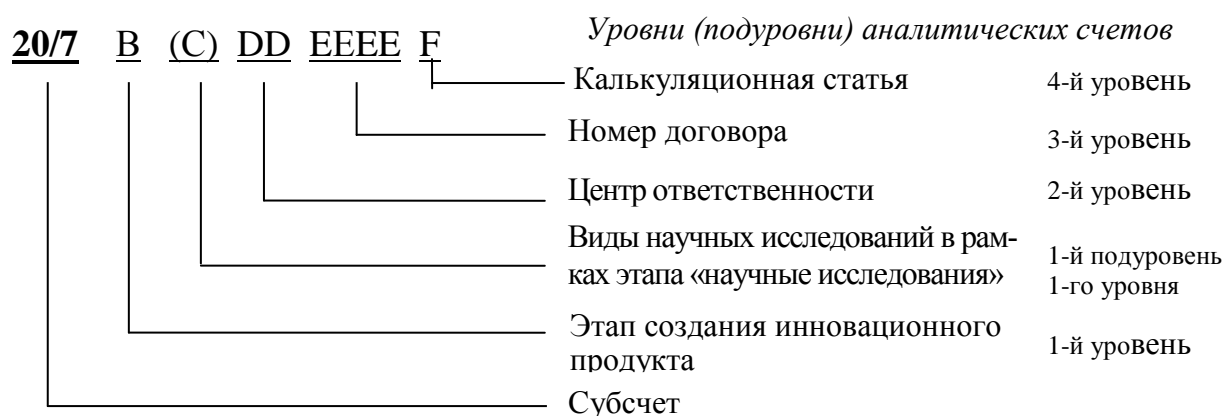 Уровни (подуровни) аналитических счетов
20/7 B (C) DD EEEE F
Калькуляционная статья 4-й уровень
Номер договора 3-й уровень
Центр ответственности 2-й уровень
Виды научных исследований в рам-
ках этапа «научные исследования»
1-й подуровень
1-го уровня
Этап создания инновационного
продукта
1-й уровень
Субсчет